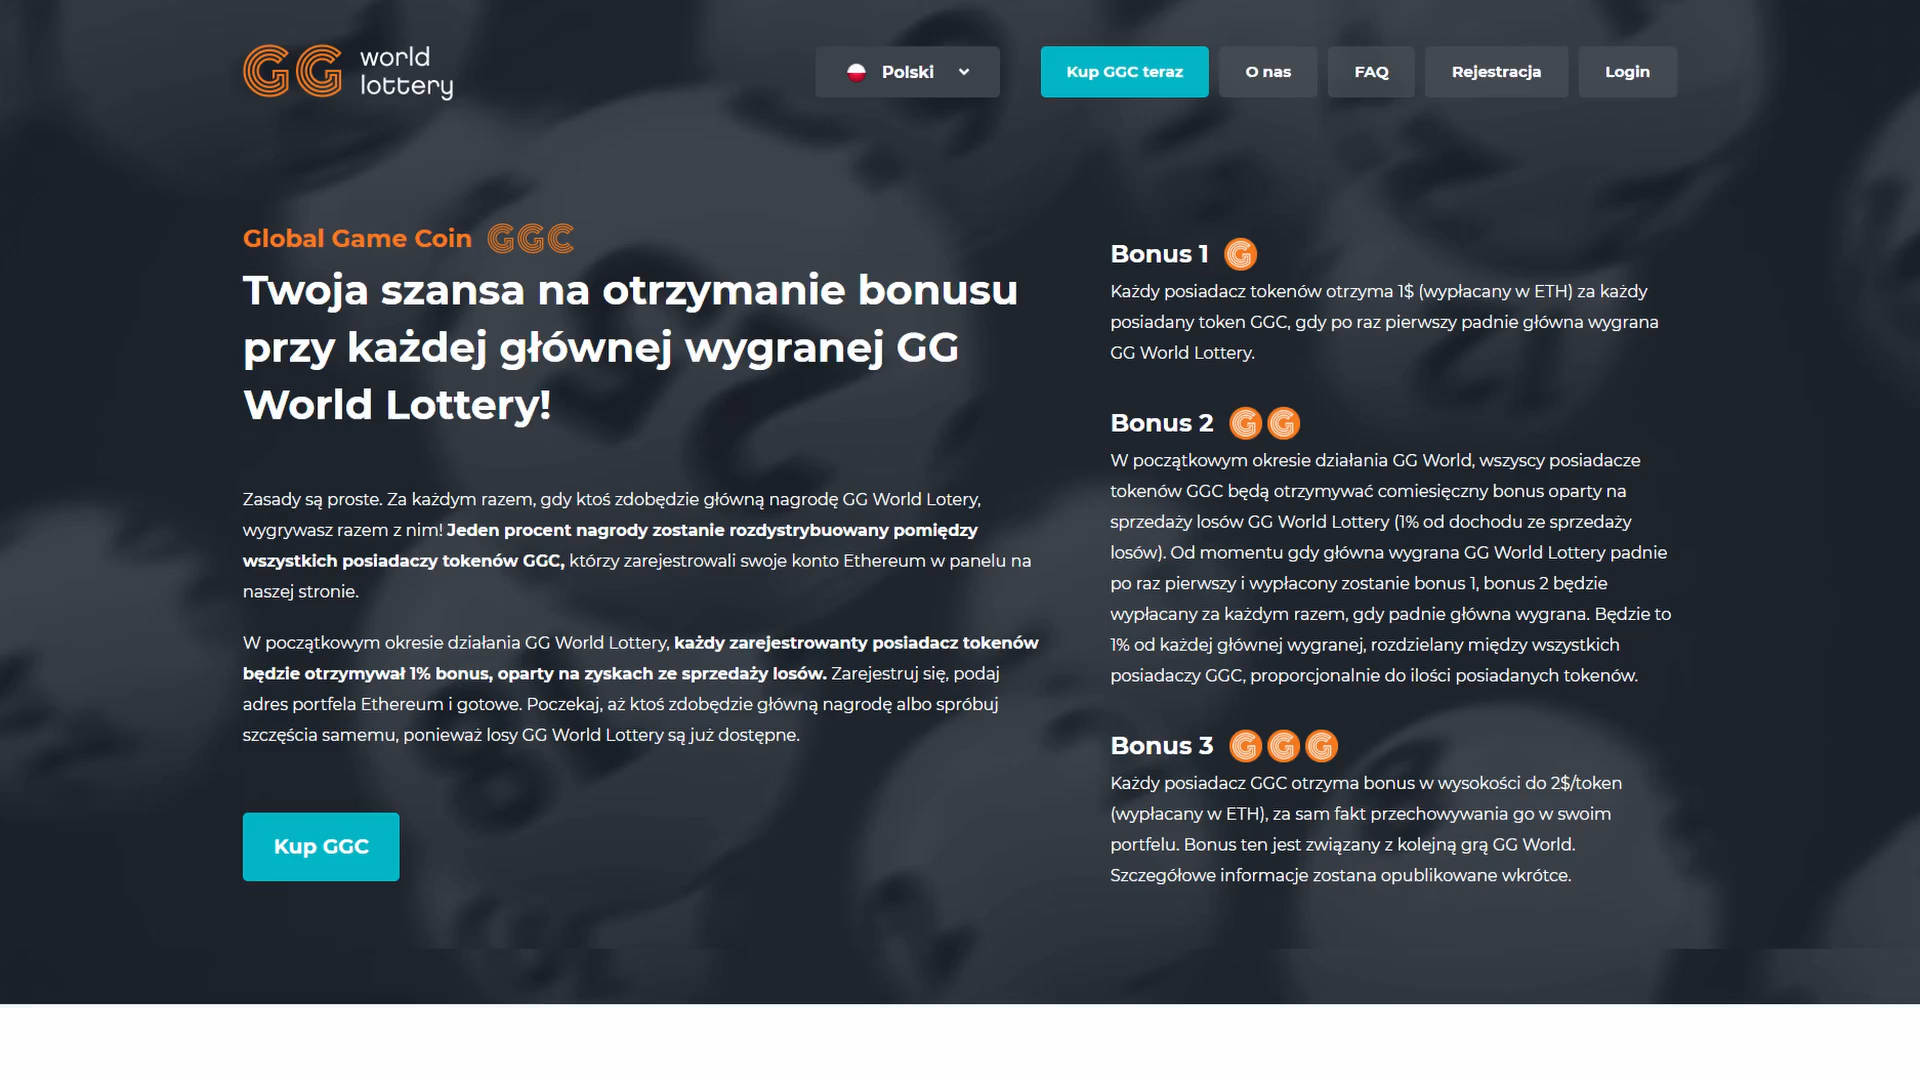 GG world
lottery
Polski
Kup GGC teraz
O nas
FAQ
Rejestracja
Login
Global Game Coin GGC
Twoja szansa na otrzymanie bonusu
przy każdej głównej wygranej GG
World Lottery!
Zasady są proste. Za każdym razem, gdy ktoś zdobędzie główną nagrodę GG World Lotery,
wygrywasz razem z nim! Jeden procent nagrody zostanie rozdystrybuowany pomiędzy
wszystkich posiadaczy tokenów GGC, którzy zarejestrowali swoje konto Ethereum w panelu na
naszej stronie.
W początkowym okresie działania GG World Lottery, każdy zarejestrowanty posiadacz tokenów
będzie otrzymywał 1% bonus, oparty na zyskach ze sprzedaży losów. Zarejestruj się, podaj
adres portfela Ethereum i gotowe. Poczekaj, aż ktoś zdobędzie główną nagrodę albo spróbuj
szczęścia samemu, ponieważ losy GG World Lottery są już dostępne.
Kup GGC
Bonus 1 G
Każdy posiadacz tokenów otrzyma 1$ (wypłacany w ETH) za każdy
posiadany token GGC, gdy po raz pierwszy padnie główna wygrana
GG World Lottery.
Bonus 2 G G
W początkowym okresie działania GG World, wszyscy posiadacze
tokenów GGC będą otrzymywać comiesięczny bonus oparty na
sprzedaży losów GG World Lottery (1% od dochodu ze sprzedaży
losów). Od momentu gdy główna wygrana GG World Lottery padnie
po raz pierwszy i wypłacony zostanie bonus 1, bonus 2 będzie
wypłacany za każdym razem, gdy padnie główna wygrana. Będzie to
1% od każdej głównej wygranej, rozdzielany między wszystkich
posiadaczy GGC, proporcjonalnie do ilości posiadanych tokenów.
Bonus 3 G G G
Każdy posiadacz GGC otrzyma bonus w wysokości do 2$/token
(wypłacany w ETH), za sam fakt przechowywania go w swoim
portfelu. Bonus ten jest związany z kolejną grą GG World.
Szczegółowe informacje zostana opublikowane wkrótce.